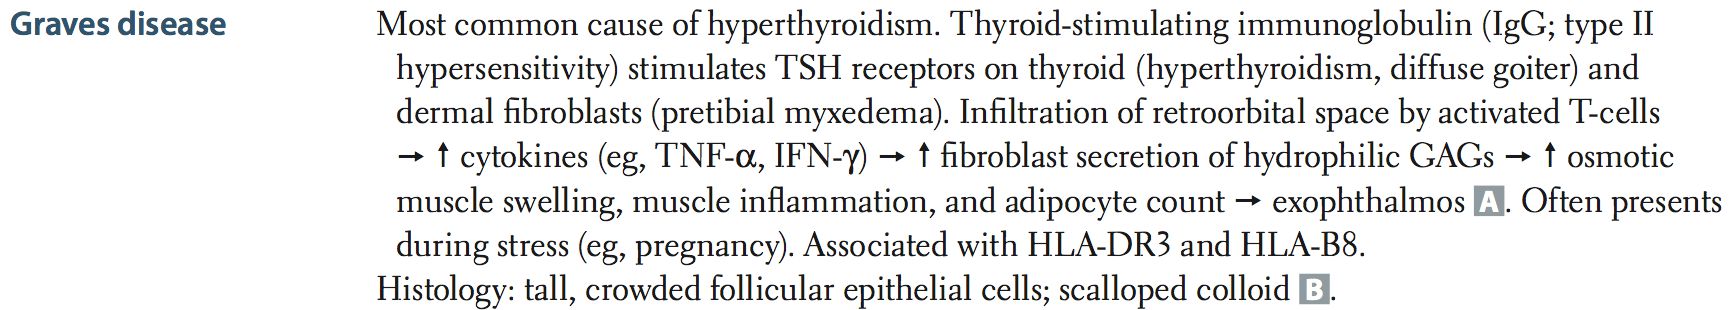 Graves disease
Most common cause of hyperthyroidism. Thyroid-stimulating immunoglobulin (IgG; type II
hypersensitivity) stimulates TSH receptors on thyroid (hyperthyroidism, diffuse goiter) and
dermal fibroblasts (pretibial myxedema). Infiltration of retroorbital space by activated T-cells
→ ↑ cytokines (eg, TNF-α, IFN-γ) → ↑ fibroblast secretion of hydrophilic GAGs → ↑ osmotic
muscle swelling, muscle inflammation, and adipocyte count → exophthalmos A. Often presents
during stress (eg, pregnancy). Associated with HLA-DR3 and HLA-B8.
Histology: tall, crowded follicular epithelial cells; scalloped colloid B.